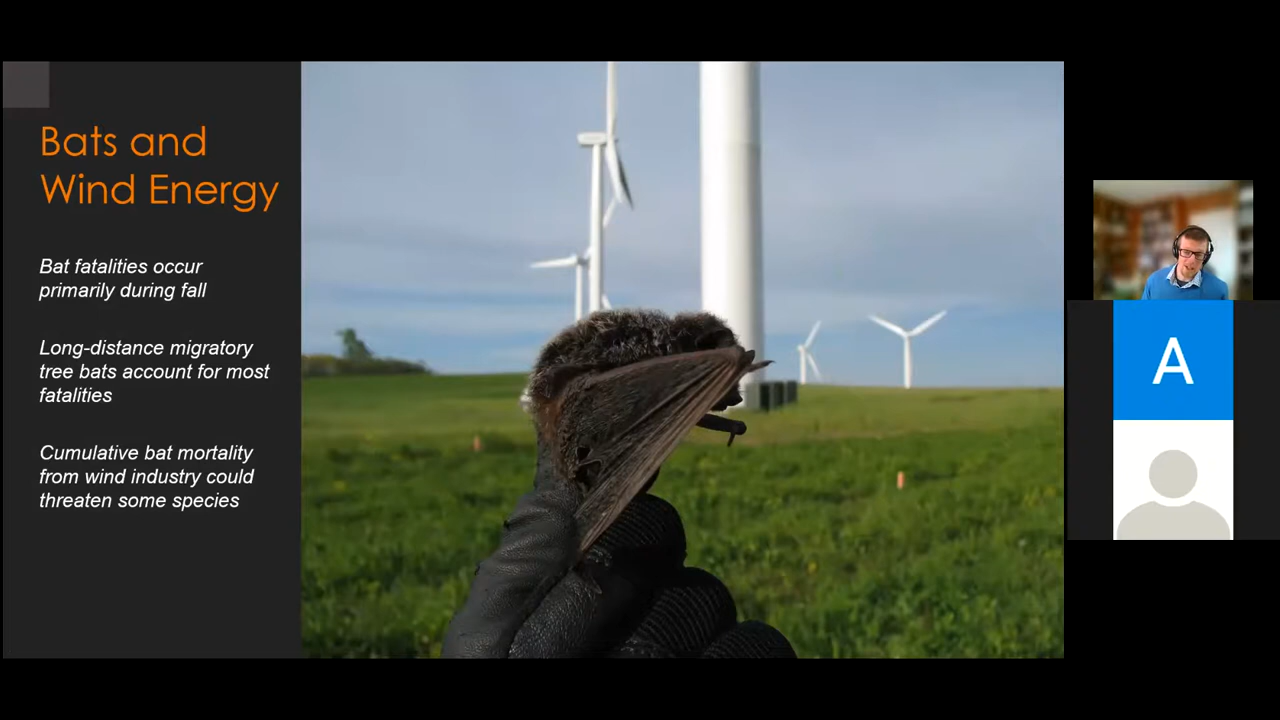 Bats and
Wind Energy
Bat fatalities occur
primarily during fall
Long-distance migratory
tree bats account for most
fatalities
Cumulative bat mortality
from wind industry could
threaten some species
A